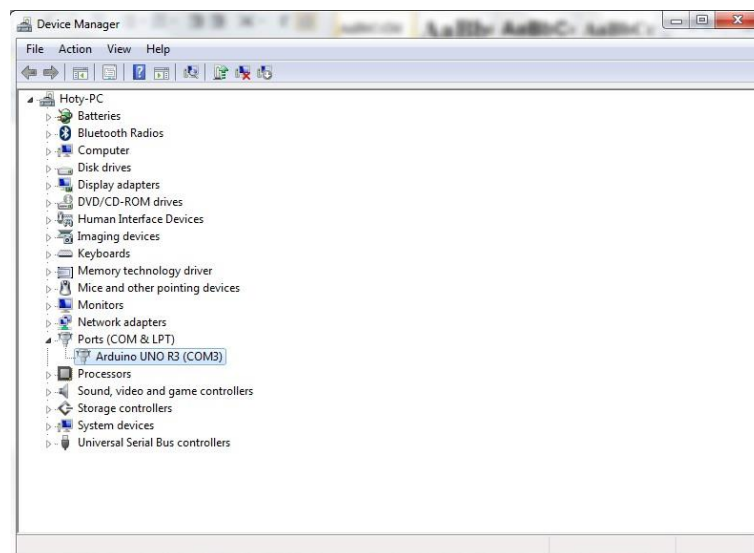 Device Manager
File Action View Help
Hoty-PC
Batteries
Bluetooth Radios
Computer
Disk drives
Display adapters
DVD/CD-ROM drives
Human Interface Devices
Imaging devices
Keyboards
Memory technology driver
Mice and other pointing devices
Monitors
Network adapters
Ports (COM & LPT)
Arduino UNO R3 (COM3)
Processors
Sound, video and game controllers
Storage controllers
System devices
Universal Serial Bus controllers